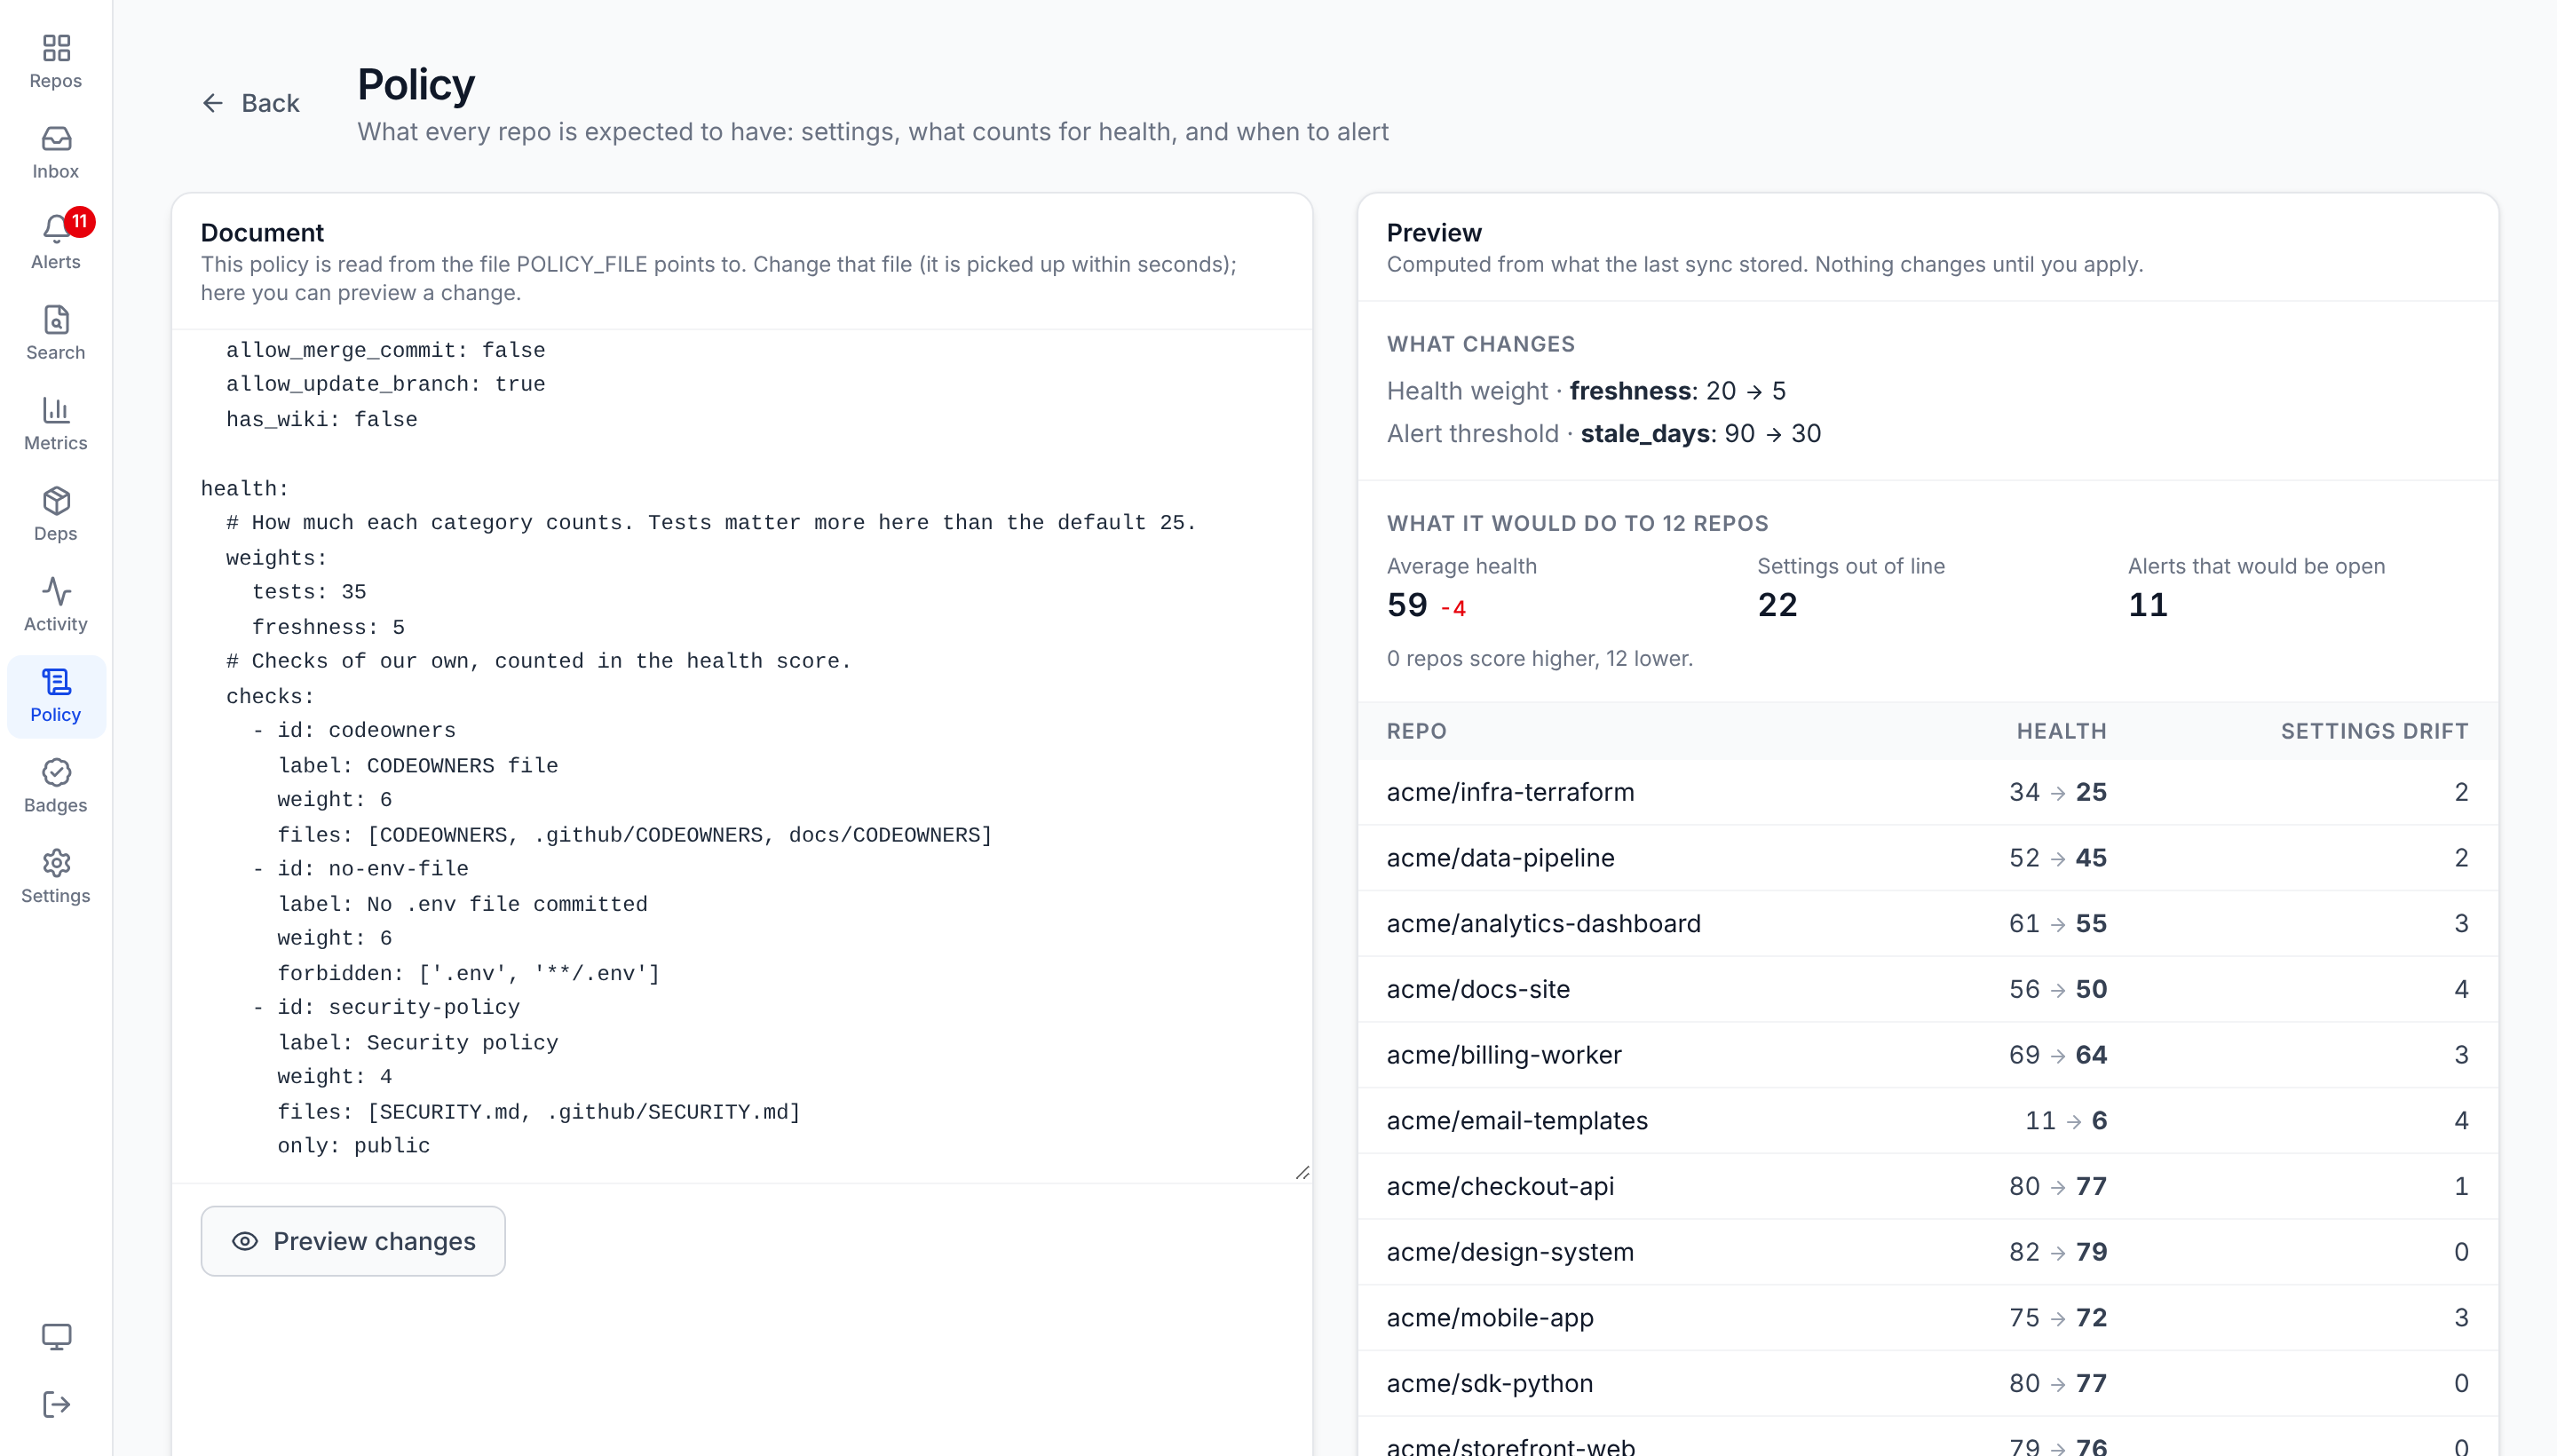 Repos
Inbox
11
Alerts
Search
Metrics
Deps
Activity
Policy
Badges
Settings
Back
Policy
What every repo is expected to have: settings, what counts for health, and when to alert
Document
This policy is read from the file POLICY_FILE points to. Change that file (it is picked up within seconds);
here you can preview a change.
allow_merge_commit: false
allow_update_branch: true
has_wiki: false
health:
# How much each category counts. Tests matter more here than the default 25.
weights:
tests: 35
freshness: 5
# Checks of our own, counted in the health score.
checks:
- id: codeowners
label: CODEOWNERS file
weight: 6
files: [CODEOWNERS, .github/CODEOWNERS, docs/CODEOWNERS]
- id: no-env-file
label: No .env file committed
weight: 6
forbidden: ['.env', '**/.env']
- id: security-policy
label: Security policy
weight: 4
files: [SECURITY.md, .github/SECURITY.md]
only: public
Preview changes
Preview
Computed from what the last sync stored. Nothing changes until you apply.
WHAT CHANGES
Health weight · freshness: 20 → 5
Alert threshold · stale_days: 90 → 30
WHAT IT WOULD DO TO 12 REPOS
Average health Settings out of line Alerts that would be open
59 -4 22 11
0 repos score higher, 12 lower.
REPO HEALTH SETTINGS DRIFT
acme/infra-terraform 34 → 25 2
acme/data-pipeline 52 → 45 2
acme/analytics-dashboard 61 → 55 3
acme/docs-site 56 → 50 4
acme/billing-worker 69 → 64 3
acme/email-templates 11 → 6 4
acme/checkout-api 80 → 77 1
acme/design-system 82 → 79 0
acme/mobile-app 75 → 72 3
acme/sdk-python 80 → 77 0
acme/storefront-web 79 → 76 0